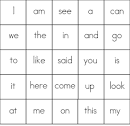 I am see a can
we the in and go
to like said you is
it here come up look
at me on this my